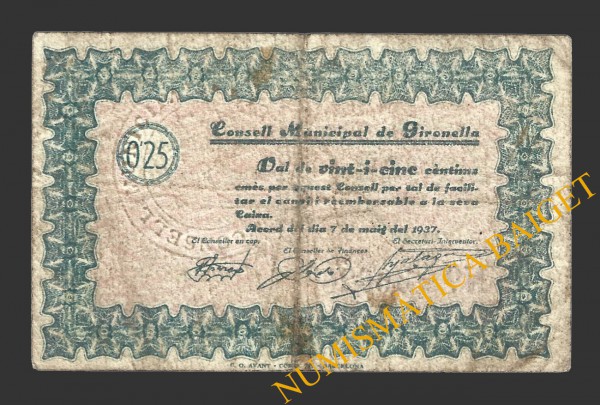 Consell Municipal de Gironella
0'25
Val de vint-i-cinc cèntims
emès per aquest Consell per tal de facili-
tar el canvi reemborsable a la seva
Caixa.
Acord del dia 7 de maig del 1937.
El Conseller en cap, El Conseller de Finances El Secretari-Interventor,
AVANT BARCELONA
NUMISMATICA BAIGET